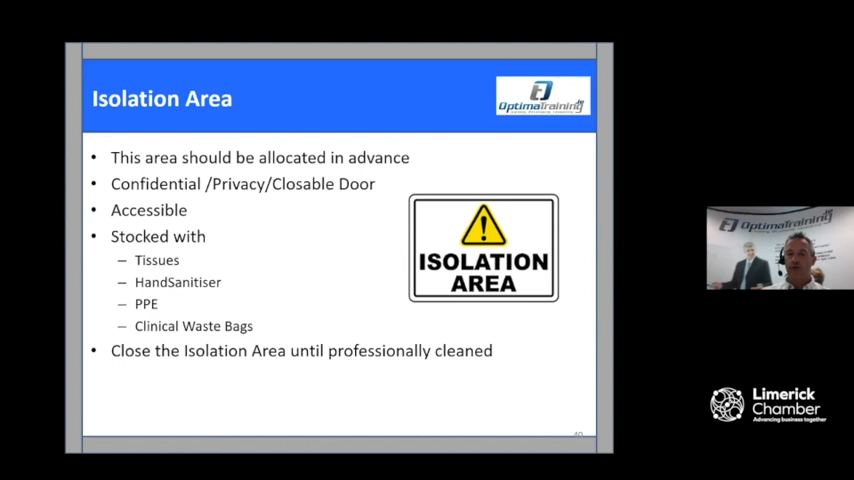 Isolation Area
OptimaTraining.ie
• This area should be allocated in advance
• Confidential /Privacy/Closable Door
• Accessible
• Stocked with
– Tissues
– HandSanitiser
– PPE
– Clinical Waste Bags
• Close the Isolation Area until professionally cleaned
ISOLATION
AREA
OptimaTraining
Limerick
Chamber
Advancing business together